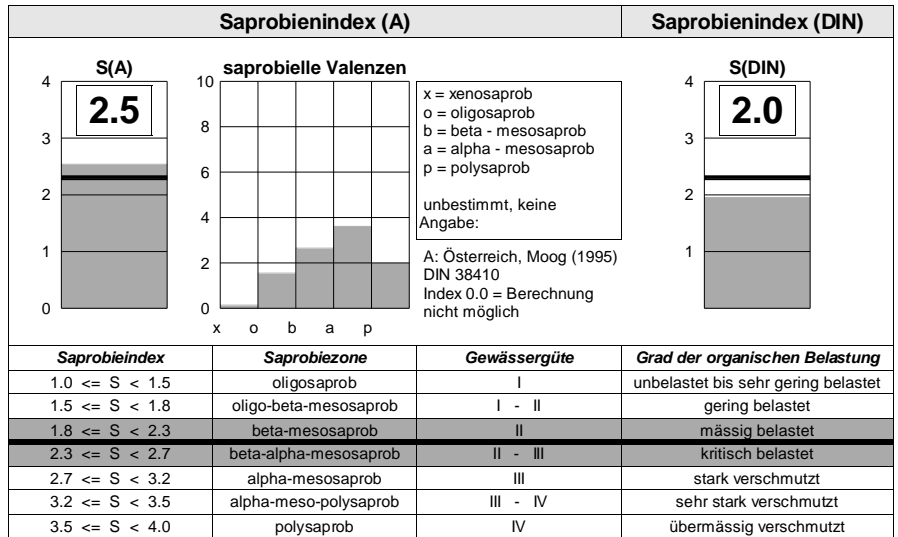 Saprobienindex (A)
Saprobienindex (DIN)
S(A)
4
3
2
1
0
2.5
saprobielle Valenzen
10
8
6
4
2
0
x o b a p
x = xenosaprob
o = oligosaprob
b = beta - mesosaprob
a = alpha - mesosaprob
p = polysaprob
unbestimmt, keine
Angabe:
A: Österreich, Moog (1995)
DIN 38410
Index 0.0 = Berechnung
nicht möglich
S(DIN)
4
3
2
1
2.0
Saprobieindex Saprobiezone Gewässergüte Grad der organischen Belastung
1.0 <= S < 1.5 oligosaprob I unbelastet bis sehr gering belastet
1.5 <= S < 1.8 oligo-beta-mesosaprob I - II gering belastet
1.8 <= S < 2.3 beta-mesosaprob II mässig belastet
2.3 <= S < 2.7 beta-alpha-mesosaprob II - III kritisch belastet
2.7 <= S < 3.2 alpha-mesosaprob III stark verschmutzt
3.2 <= S < 3.5 alpha-meso-polysaprob III - IV sehr stark verschmutzt
3.5 <= S < 4.0 polysaprob IV übermässig verschmutzt